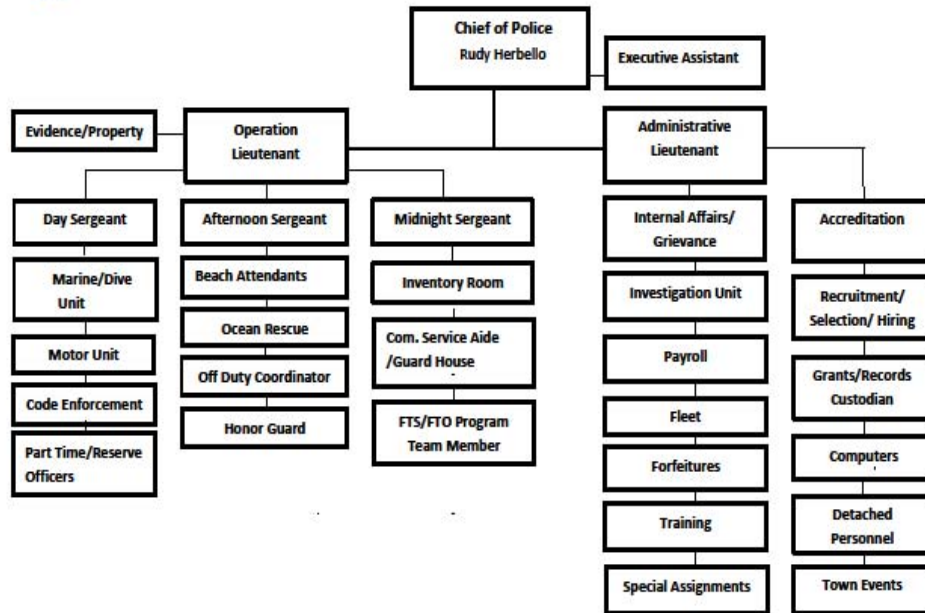 Chief of Police
Rudy Herbello
Executive Assistant
Evidence/Property
Operation
Lieutenant
Administrative
Lieutenant
Day Sergeant
Afternoon Sergeant
Midnight Sergeant
Internal Affairs/
Grievance
Accreditation
Marine/Dive
Unit
Beach Attendants
Inventory Room
Investigation Unit
Recruitment/
Selection/ Hiring
Motor Unit
Ocean Rescue
Com. Service Aide
/Guard House
Payroll
Grants/Records
Custodian
Code Enforcement
Off Duty Coordinator
FTS/FTO Program
Team Member
Fleet
Computers
Part Time/Reserve
Officers
Honor Guard
Forfeitures
Detached
Personnel
Training
Town Events
Special Assignments